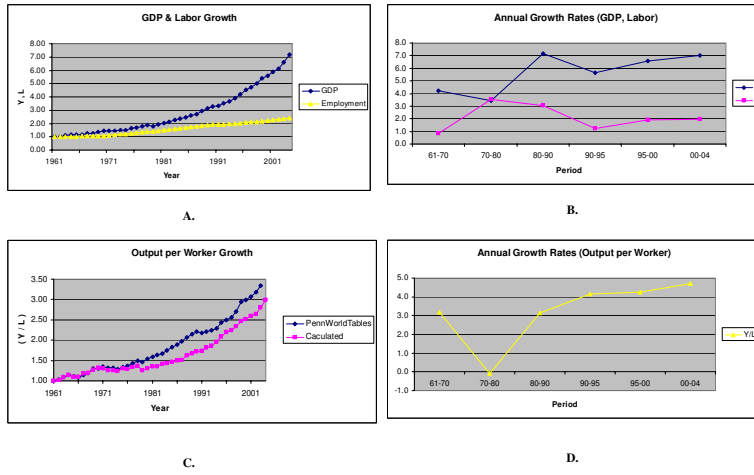 GDP & Labor Growth
8.00
7.00
6.00
5.00
4.00
3.00
2.00
1.00
0.00
1961 1971 1981 1991 2001
Y , L
Year
GDP
Employment
A.
Annual Growth Rates (GDP, Labor)
8.0
7.0
6.0
5.0
4.0
3.0
2.0
1.0
0.0
61-70 70-80 80-90 90-95 95-00 00-04
Period
B.
Output per Worker Growth
3.50
3.00
2.50
2.00
1.50
1.00
1961 1971 1981 1991 2001
( Y / L )
Year
PennWorldTables
Caculated
C.
Annual Growth Rates (Output per Worker)
5.0
4.0
3.0
2.0
1.0
0.0
-1.0
61-70 70-80 80-90 90-95 95-00 00-04
Period
Y/L
D.